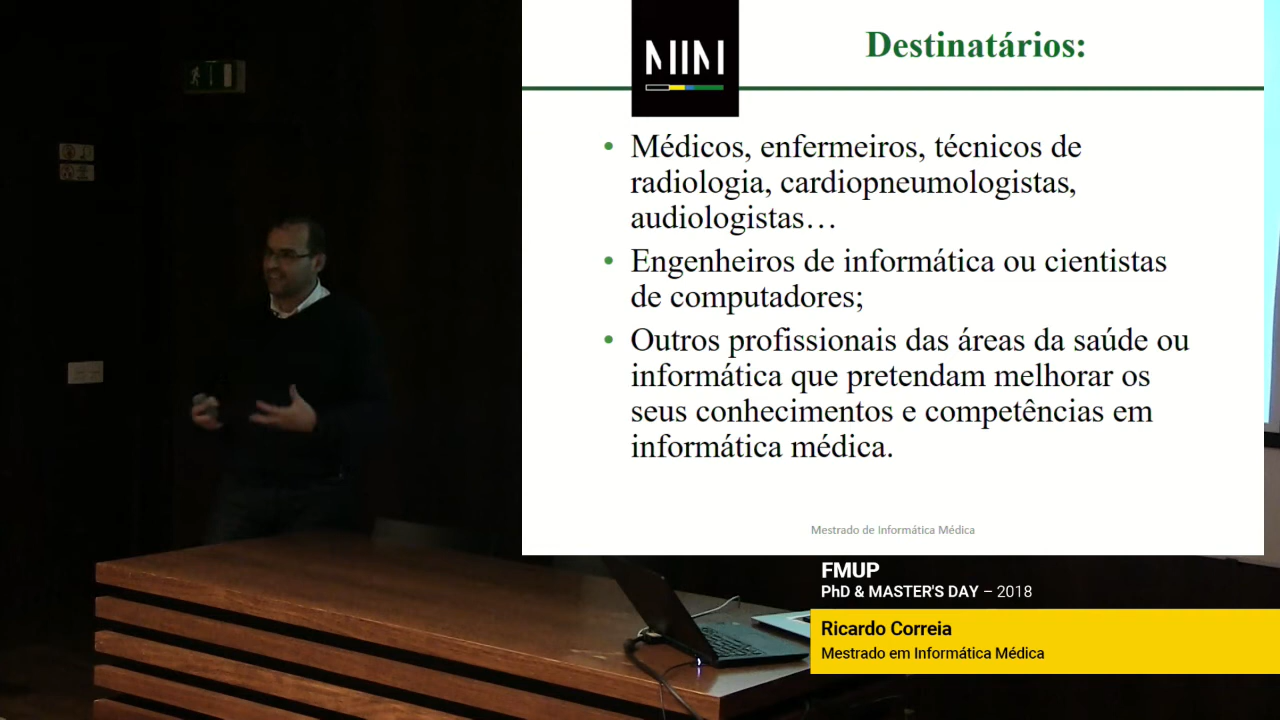 MIM
Destinatários:
• Médicos, enfermeiros, técnicos de
radiologia, cardiopneumologistas,
audiologistas…
• Engenheiros de informática ou cientistas
de computadores;
• Outros profissionais das áreas da saúde ou
informática que pretendam melhorar os
seus conhecimentos e competências em
informática médica.
Mestrado de Informática Médica
FMUP
PhD & MASTER'S DAY – 2018
Ricardo Correia
Mestrado em Informática Médica